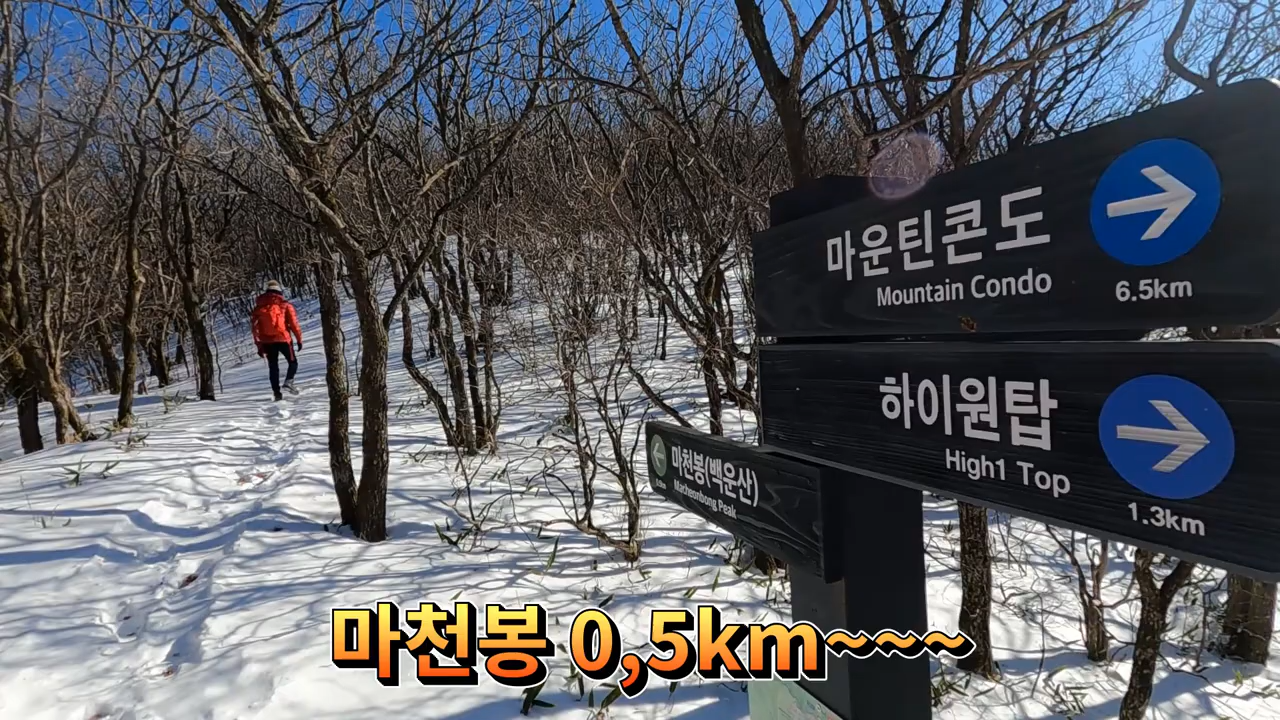 마운틴콘도
Mountain Condo
6.5km
하이원탑
High1 Top
1.3km
마천봉(백운산)
Macheonbong Peak
마천봉 0,5km~~~~